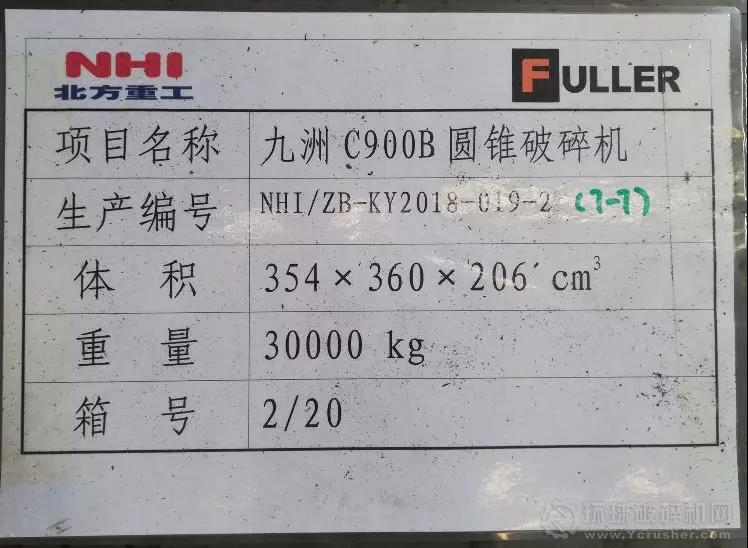 NHI
北方重工
FULLER
项目名称 九洲 C900B 圆锥破碎机
生产编号 NHI/ZB-KY2018-019-2 (7-7)
体 积 354×360×206 cm³
重 量 30000 kg
箱 号 2/20
环球破碎机网
www.Ycrusher.com